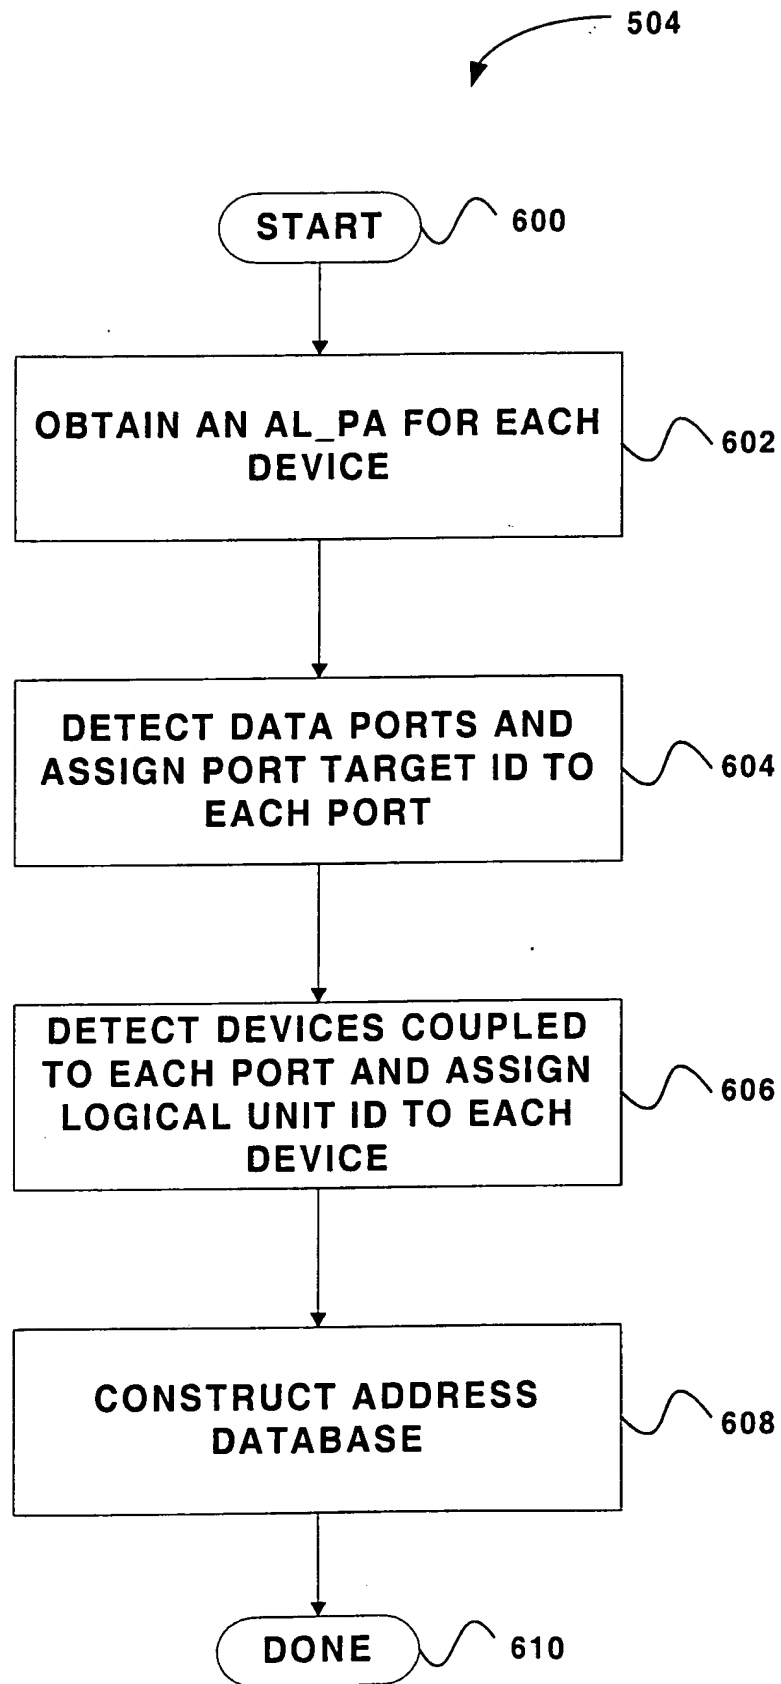 504
START
600
OBTAIN AN AL_PA FOR EACH
DEVICE
602
DETECT DATA PORTS AND
ASSIGN PORT TARGET ID TO
EACH PORT
604
DETECT DEVICES COUPLED
TO EACH PORT AND ASSIGN
LOGICAL UNIT ID TO EACH
DEVICE
606
CONSTRUCT ADDRESS
DATABASE
608
DONE
610